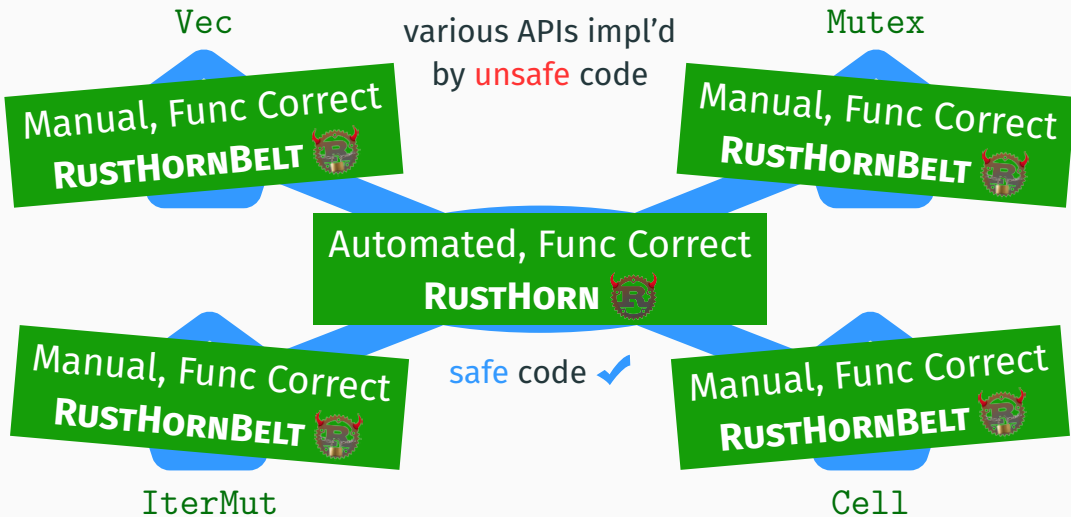 Vec
various APIs impl'd
by unsafe code
Mutex
Manual, Func Correct
RUSTHORNBELT
Manual, Func Correct
RUSTHORNBELT
Automated, Func Correct
RUSTHORN
Manual, Func Correct
RUSTHORNBELT
safe code ✔
Manual, Func Correct
RUSTHORNBELT
IterMut
Cell